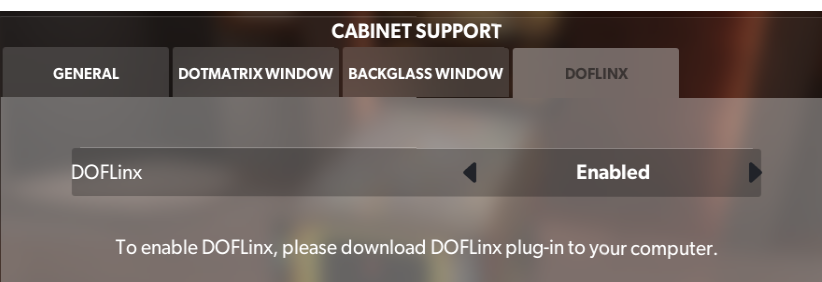 CABINET SUPPORT
GENERAL DOTMATRIX WINDOW BACKGLASS WINDOW DOFLINX
DOFLinx Enabled
To enable DOFLinx, please download DOFLinx plug-in to your computer.